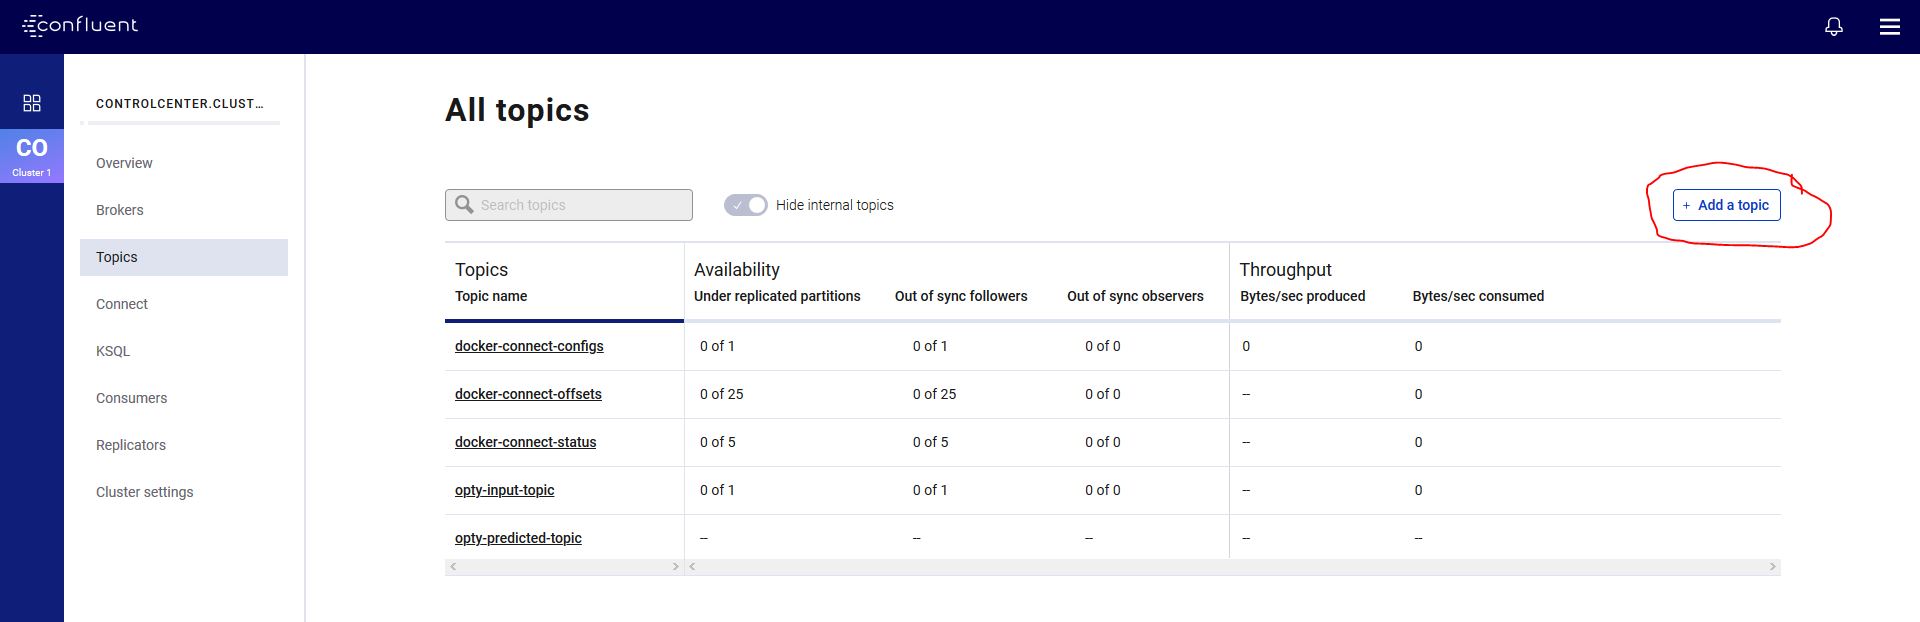 confluent
CONTROLCENTER.CLUST...
CO
Cluster 1
Overview
Brokers
Topics
Connect
KSQL
Consumers
Replicators
Cluster settings
All topics
Search topics
Hide internal topics
+ Add a topic
Topics Availability Throughput
Topic name Under replicated partitions Out of sync followers Out of sync observers Bytes/sec produced Bytes/sec consumed
docker-connect-configs 0 of 1 0 of 1 0 of 0 0 0
docker-connect-offsets 0 of 25 0 of 25 0 of 0 -- 0
docker-connect-status 0 of 5 0 of 5 0 of 0 -- 0
opty-input-topic 0 of 1 0 of 1 0 of 0 -- 0
opty-predicted-topic -- -- -- -- --